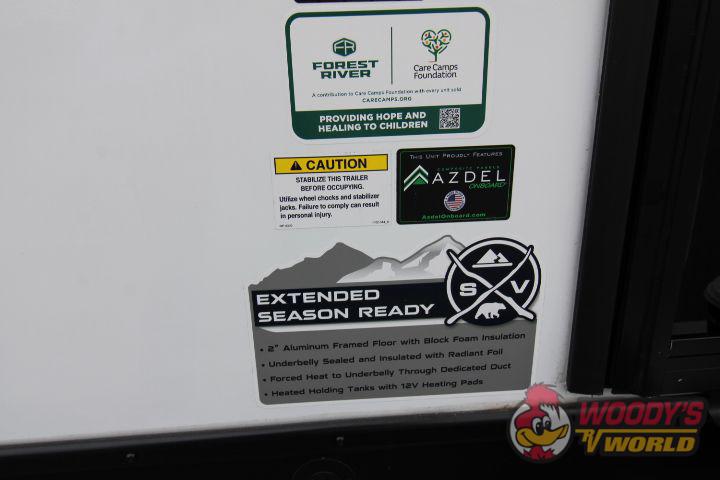 FOREST
RIVER
FR
Care Camps
Foundation
A contribution to Care Camps Foundation with every unit sold
CARECAMPS.ORG
PROVIDING HOPE AND
HEALING TO CHILDREN
CAUTION
STABILIZE THIS TRAILER
BEFORE OCCUPYING.
Utilize wheel chocks and stabilizer
jacks. Failure to comply can result
in personal injury.
THIS UNIT PROUDLY FEATURES
COMPOSITE PANELS
AZDEL
ONBOARD
AzdelOnboard.com
S V
EXTENDED
SEASON READY
• 2" Aluminum Framed Floor with Block Foam Insulation
• Underbelly Sealed and Insulated with Radiant Foil
• Forced Heat to Underbelly Through Dedicated Duct
• Heated Holding Tanks with 12V Heating Pads
WOODY'S
RV WORLD